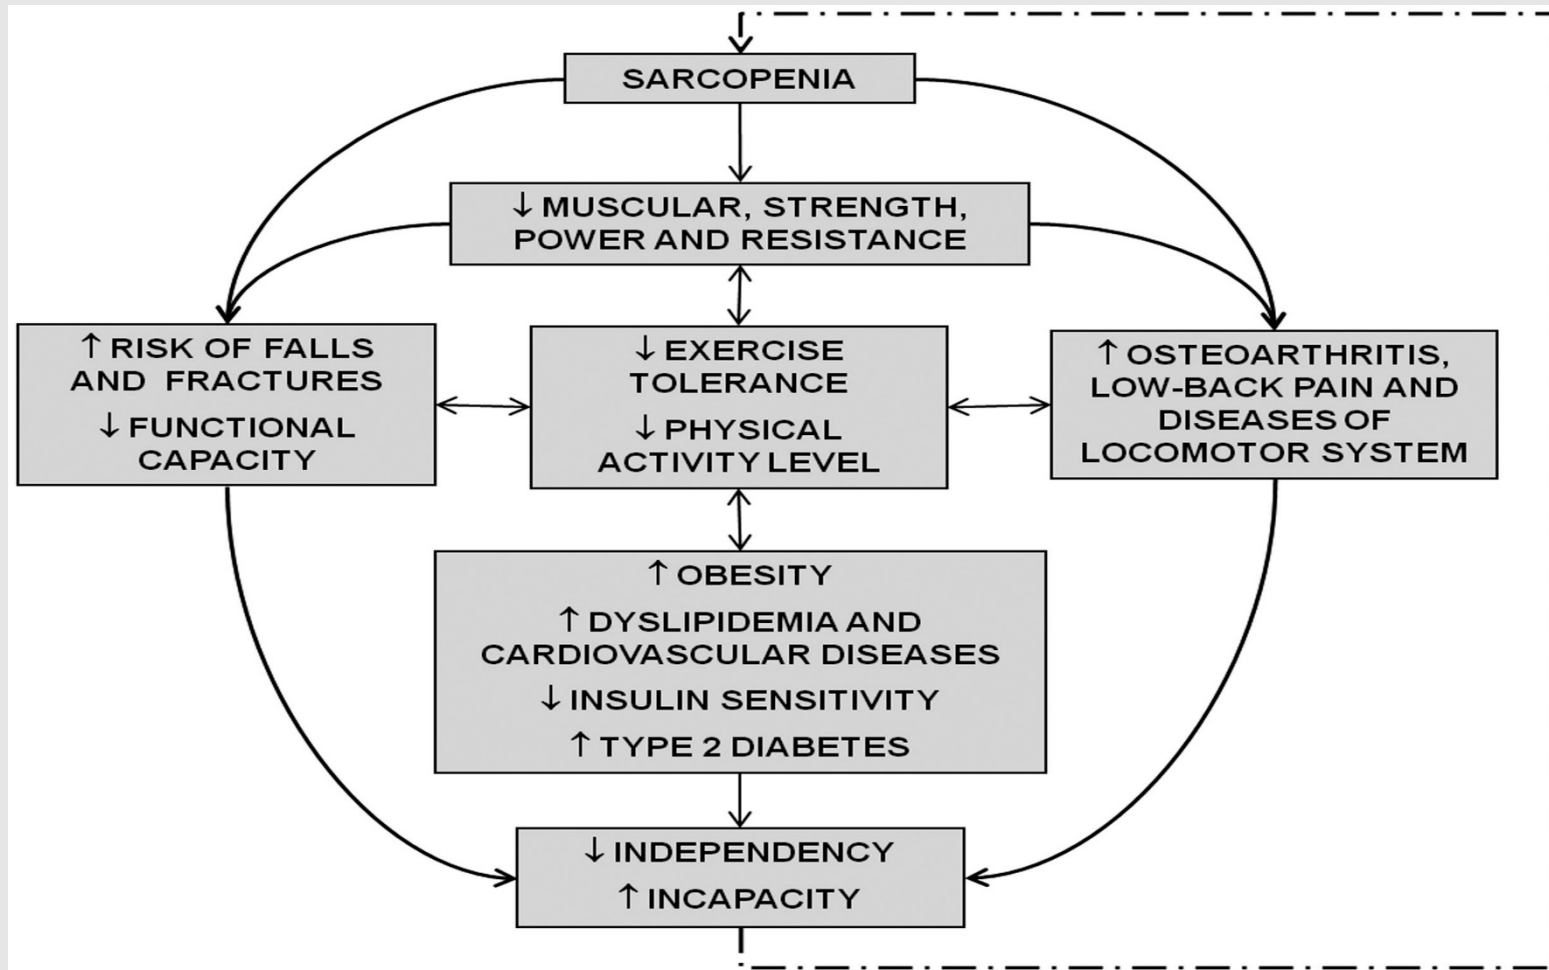 SARCOPENIA
↓ MUSCULAR, STRENGTH,
POWER AND RESISTANCE
↑ RISK OF FALLS
AND FRACTURES
↓ FUNCTIONAL
CAPACITY
↓ EXERCISE
TOLERANCE
↓ PHYSICAL
ACTIVITY LEVEL
↑ OSTEOARTHRITIS,
LOW-BACK PAIN AND
DISEASES OF
LOCOMOTOR SYSTEM
↑ OBESITY
↑ DYSLIPIDEMIA AND
CARDIOVASCULAR DISEASES
↓ INSULIN SENSITIVITY
↑ TYPE 2 DIABETES
↓ INDEPENDENCY
↑ INCAPACITY